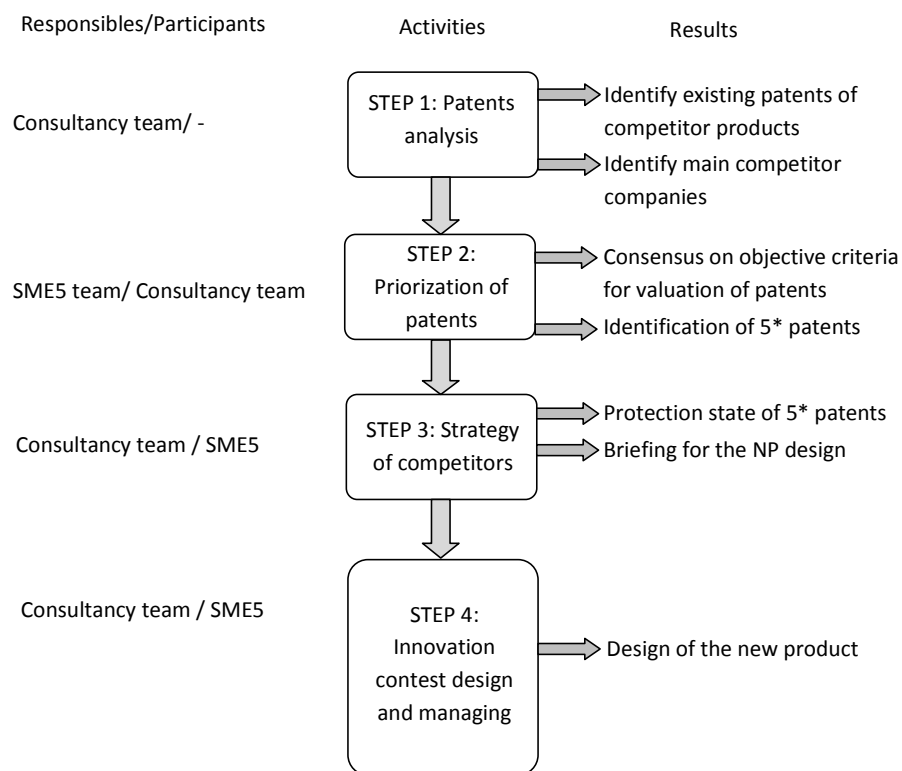 Responsibles/Participants
Activities
Results
Consultancy team/ -
STEP 1: Patents
analysis
Identify existing patents of
competitor products
Identify main competitor
companies
SME5 team/ Consultancy team
STEP 2:
Priorization of
patents
Consensus on objective criteria
for valuation of patents
Identification of 5* patents
Consultancy team / SME5
STEP 3: Strategy
of competitors
Protection state of 5* patents
Briefing for the NP design
Consultancy team / SME5
STEP 4:
Innovation
contest design
and managing
Design of the new product